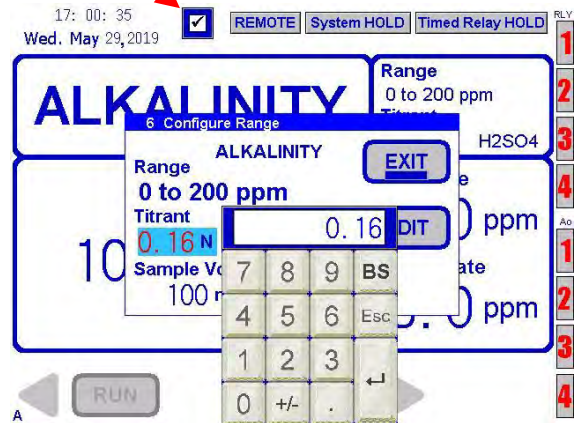 17: 00: 35
Wed. May 29, 2019
REMOTE
System HOLD
Timed Relay HOLD
RLY
1
2
3
4
Ao
1
2
3
4
ALKALINITY
Range
0 to 200 ppm
H2SO4
ppm
ppm
6 Configure Range
ALKALINITY
EXIT
Range
0 to 200 ppm
Titrant
0.16 N
100
0.16
7 8 9 BS
4 5 6 Esc
1 2 3
0 +/- .
RUN
A